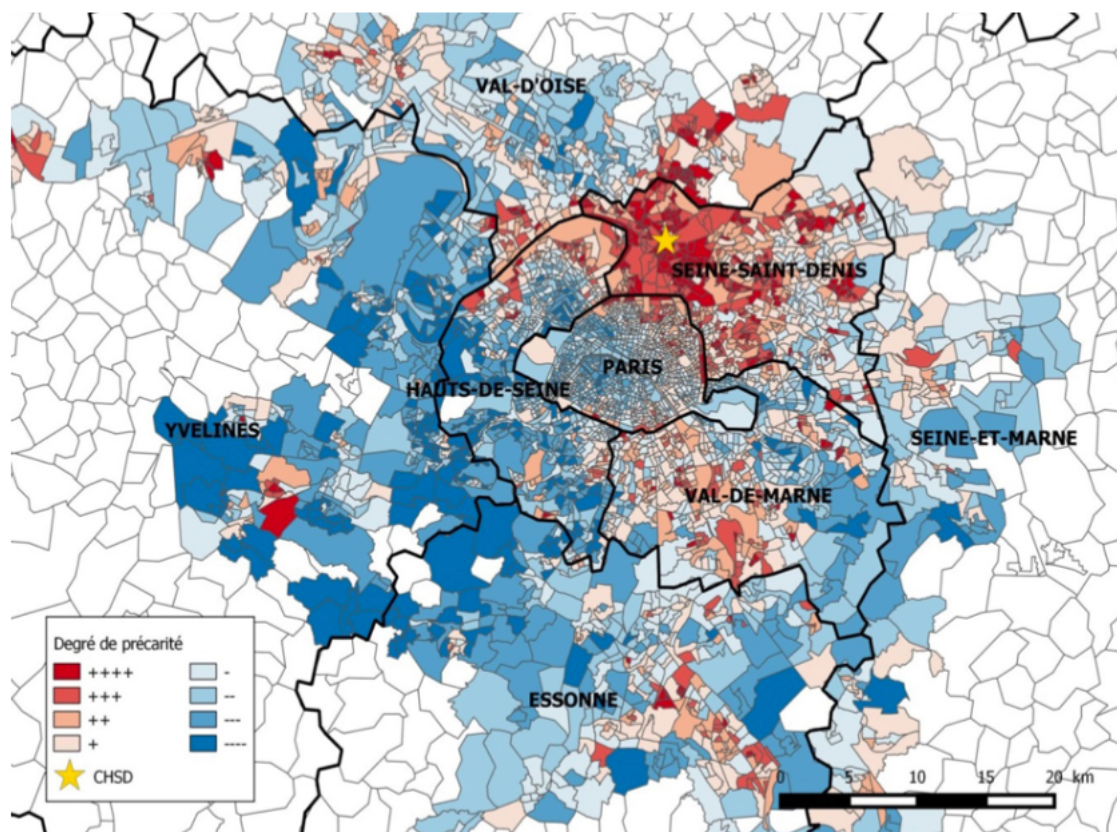 VAL-D'OISE
SEINE-SAINT-DENIS
PARIS
HAUTS-DE-SEINE
YVELINES
SEINE-ET-MARNE
VAL-DE-MARNE
ESSONNE
Degré de précarité
++++ -
+++ --
++ ---
+ ----
CHSD
0 5 10 15 20 km